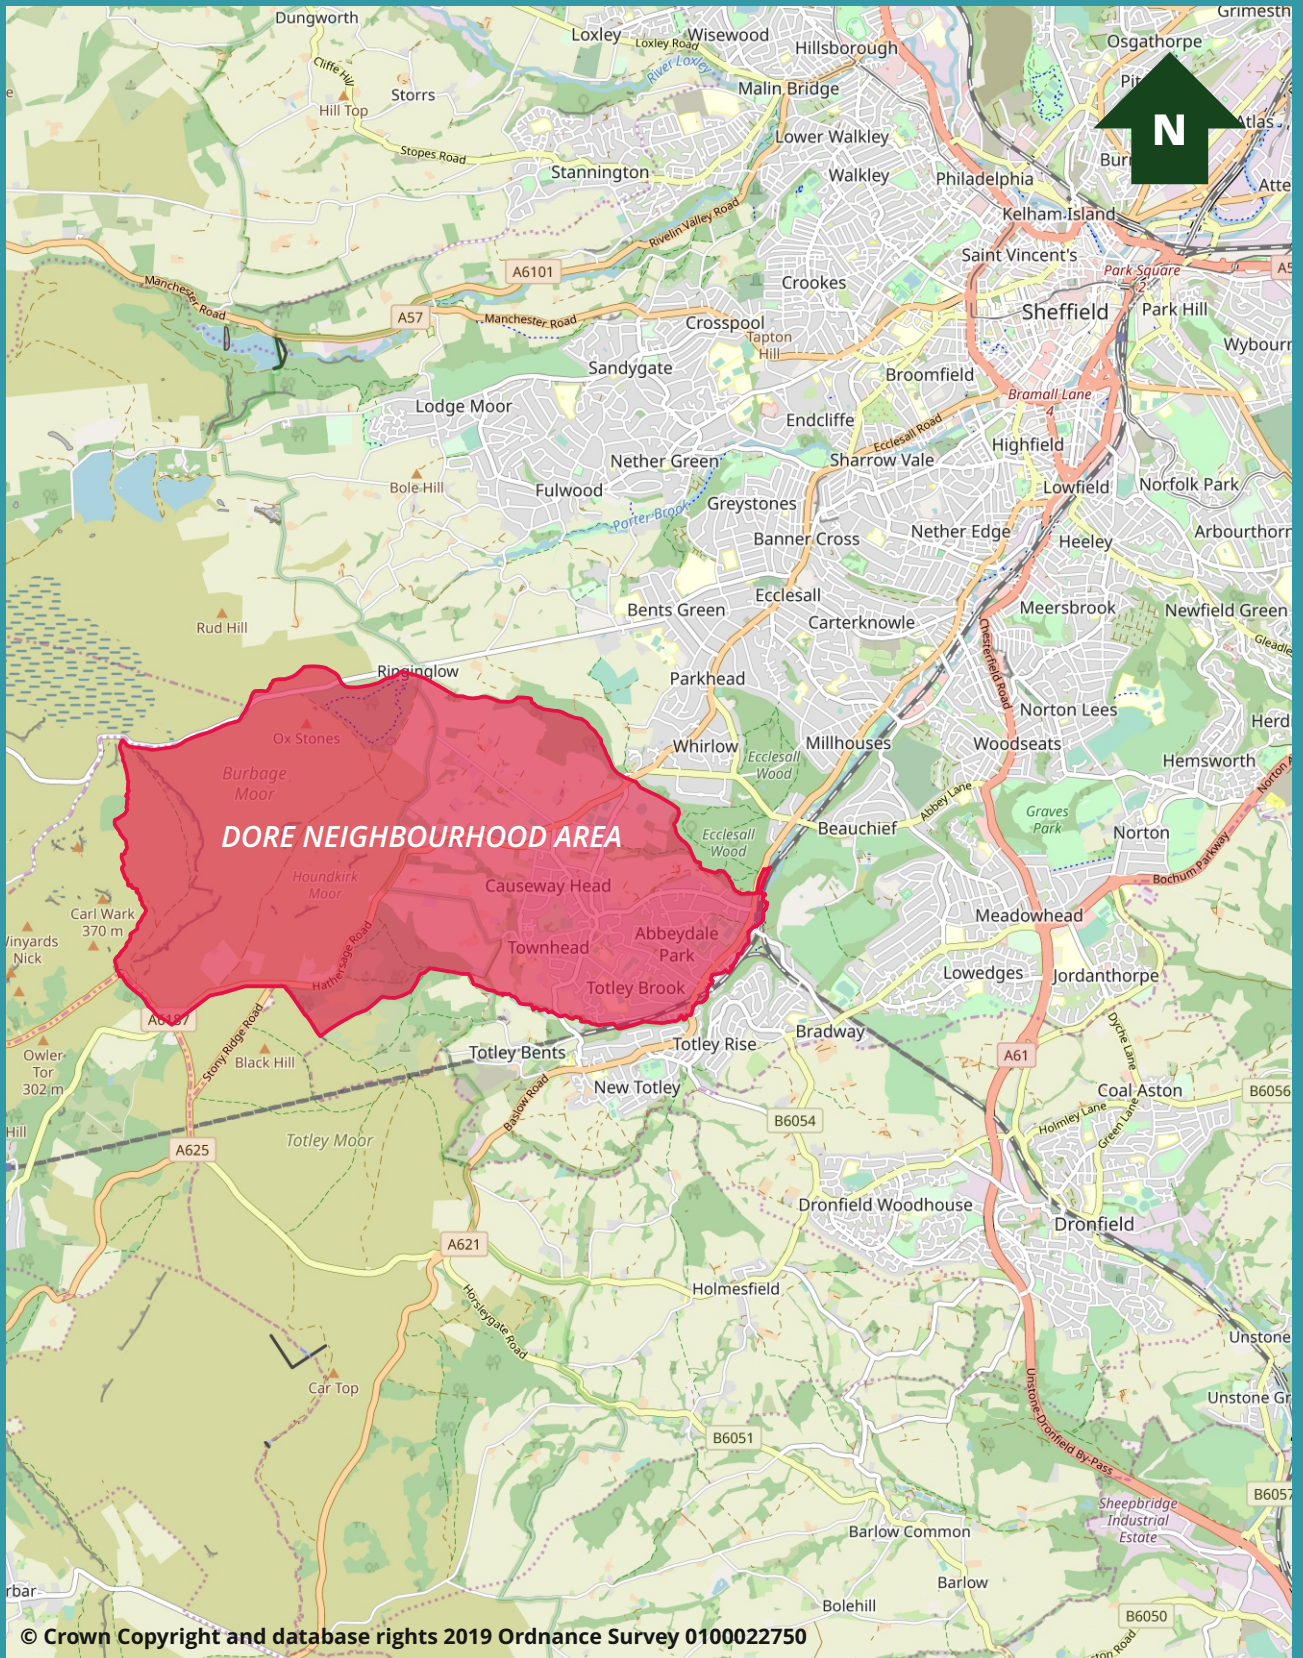 Dungworth
Loxley
Loxley Road
Wisewood
Hillsborough
Osgathorpe
Cliffe Hill
River Loxley
Malin Bridge
Storrs
Hill Top
N
Lower Walkley
Stopes Road
Stannington
Walkley
Philadelphia
Kelham Island
Rivelin Valley Road
Saint Vincent's
A6101
Park Square
2
Manchester Road
Crookes
A57
Manchester Road
Crosspool
Sheffield
Park Hill
Tapton
Hill
Sandygate
Broomfield
Bramall Lane
4
Lodge Moor
Endcliffe
Ecclesall Road
Highfield
Nether Green
Sharrow Vale
Bole Hill
Fulwood
Lowfield
Norfolk Park
Greystones
Porter Brook
Banner Cross
Nether Edge
Heeley
Ecclesall
Bents Green
Meersbrook
Newfield Green
Rud Hill
Carterknowle
Chesterfield Road
Ringinglow
Parkhead
Norton Lees
Ox Stones
Whirlow
Millhouses
Woodseats
Ecclesall
Wood
Hemsworth
Burbage
Moor
Abbey Lane
Graves
Park
DORE NEIGHBOURHOOD AREA
Ecclesall
Wood
Beauchief
Norton
Houndkirk
Moor
Causeway Head
Bochum Parkway
Carl Wark
370 m
Meadowhead
Nick
Hathersage Road
Townhead
Abbeydale
Park
Lowedges
Jordanthorpe
Totley Brook
A6187
Stony Ridge Road
Bradway
Dyche Lane
Owler
Tor
302 m
Black Hill
Totley Bents
Totley Rise
A61
New Totley
Coal Aston
B6056
Baslow Road
B6054
Holmley Lane
Green Lane
Hill
Totley Moor
A625
Dronfield Woodhouse
Dronfield
A621
Holmesfield
Horsleygate Road
Unstone
Car Top
Unstone-Dronfield By-Pass
B6051
B6057
Sheepbridge
Industrial
Estate
Barlow Common
Barlow
Bolehill
B6050
© Crown Copyright and database rights 2019 Ordnance Survey 0100022750